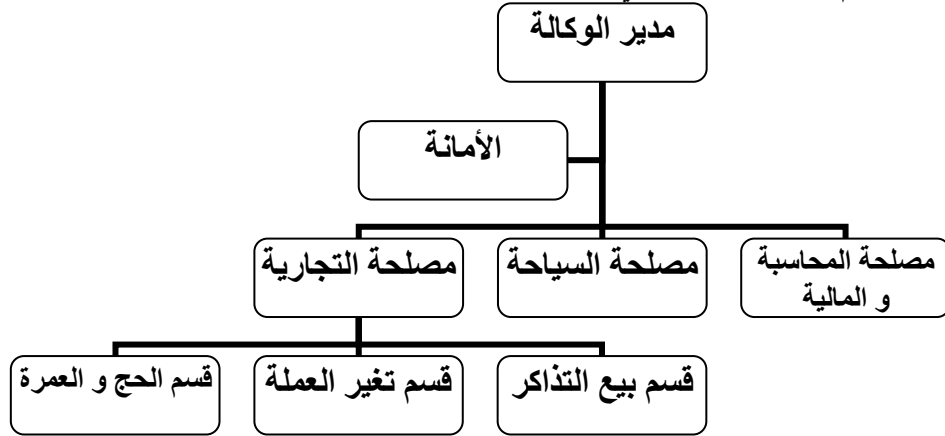 مدير الوكالة
الأمانة
مصلحة المحاسبة
و المالية
مصلحة السياحة
مصلحة التجارية
قسم بيع التذاكر
قسم تغير العملة
قسم الحج و العمرة